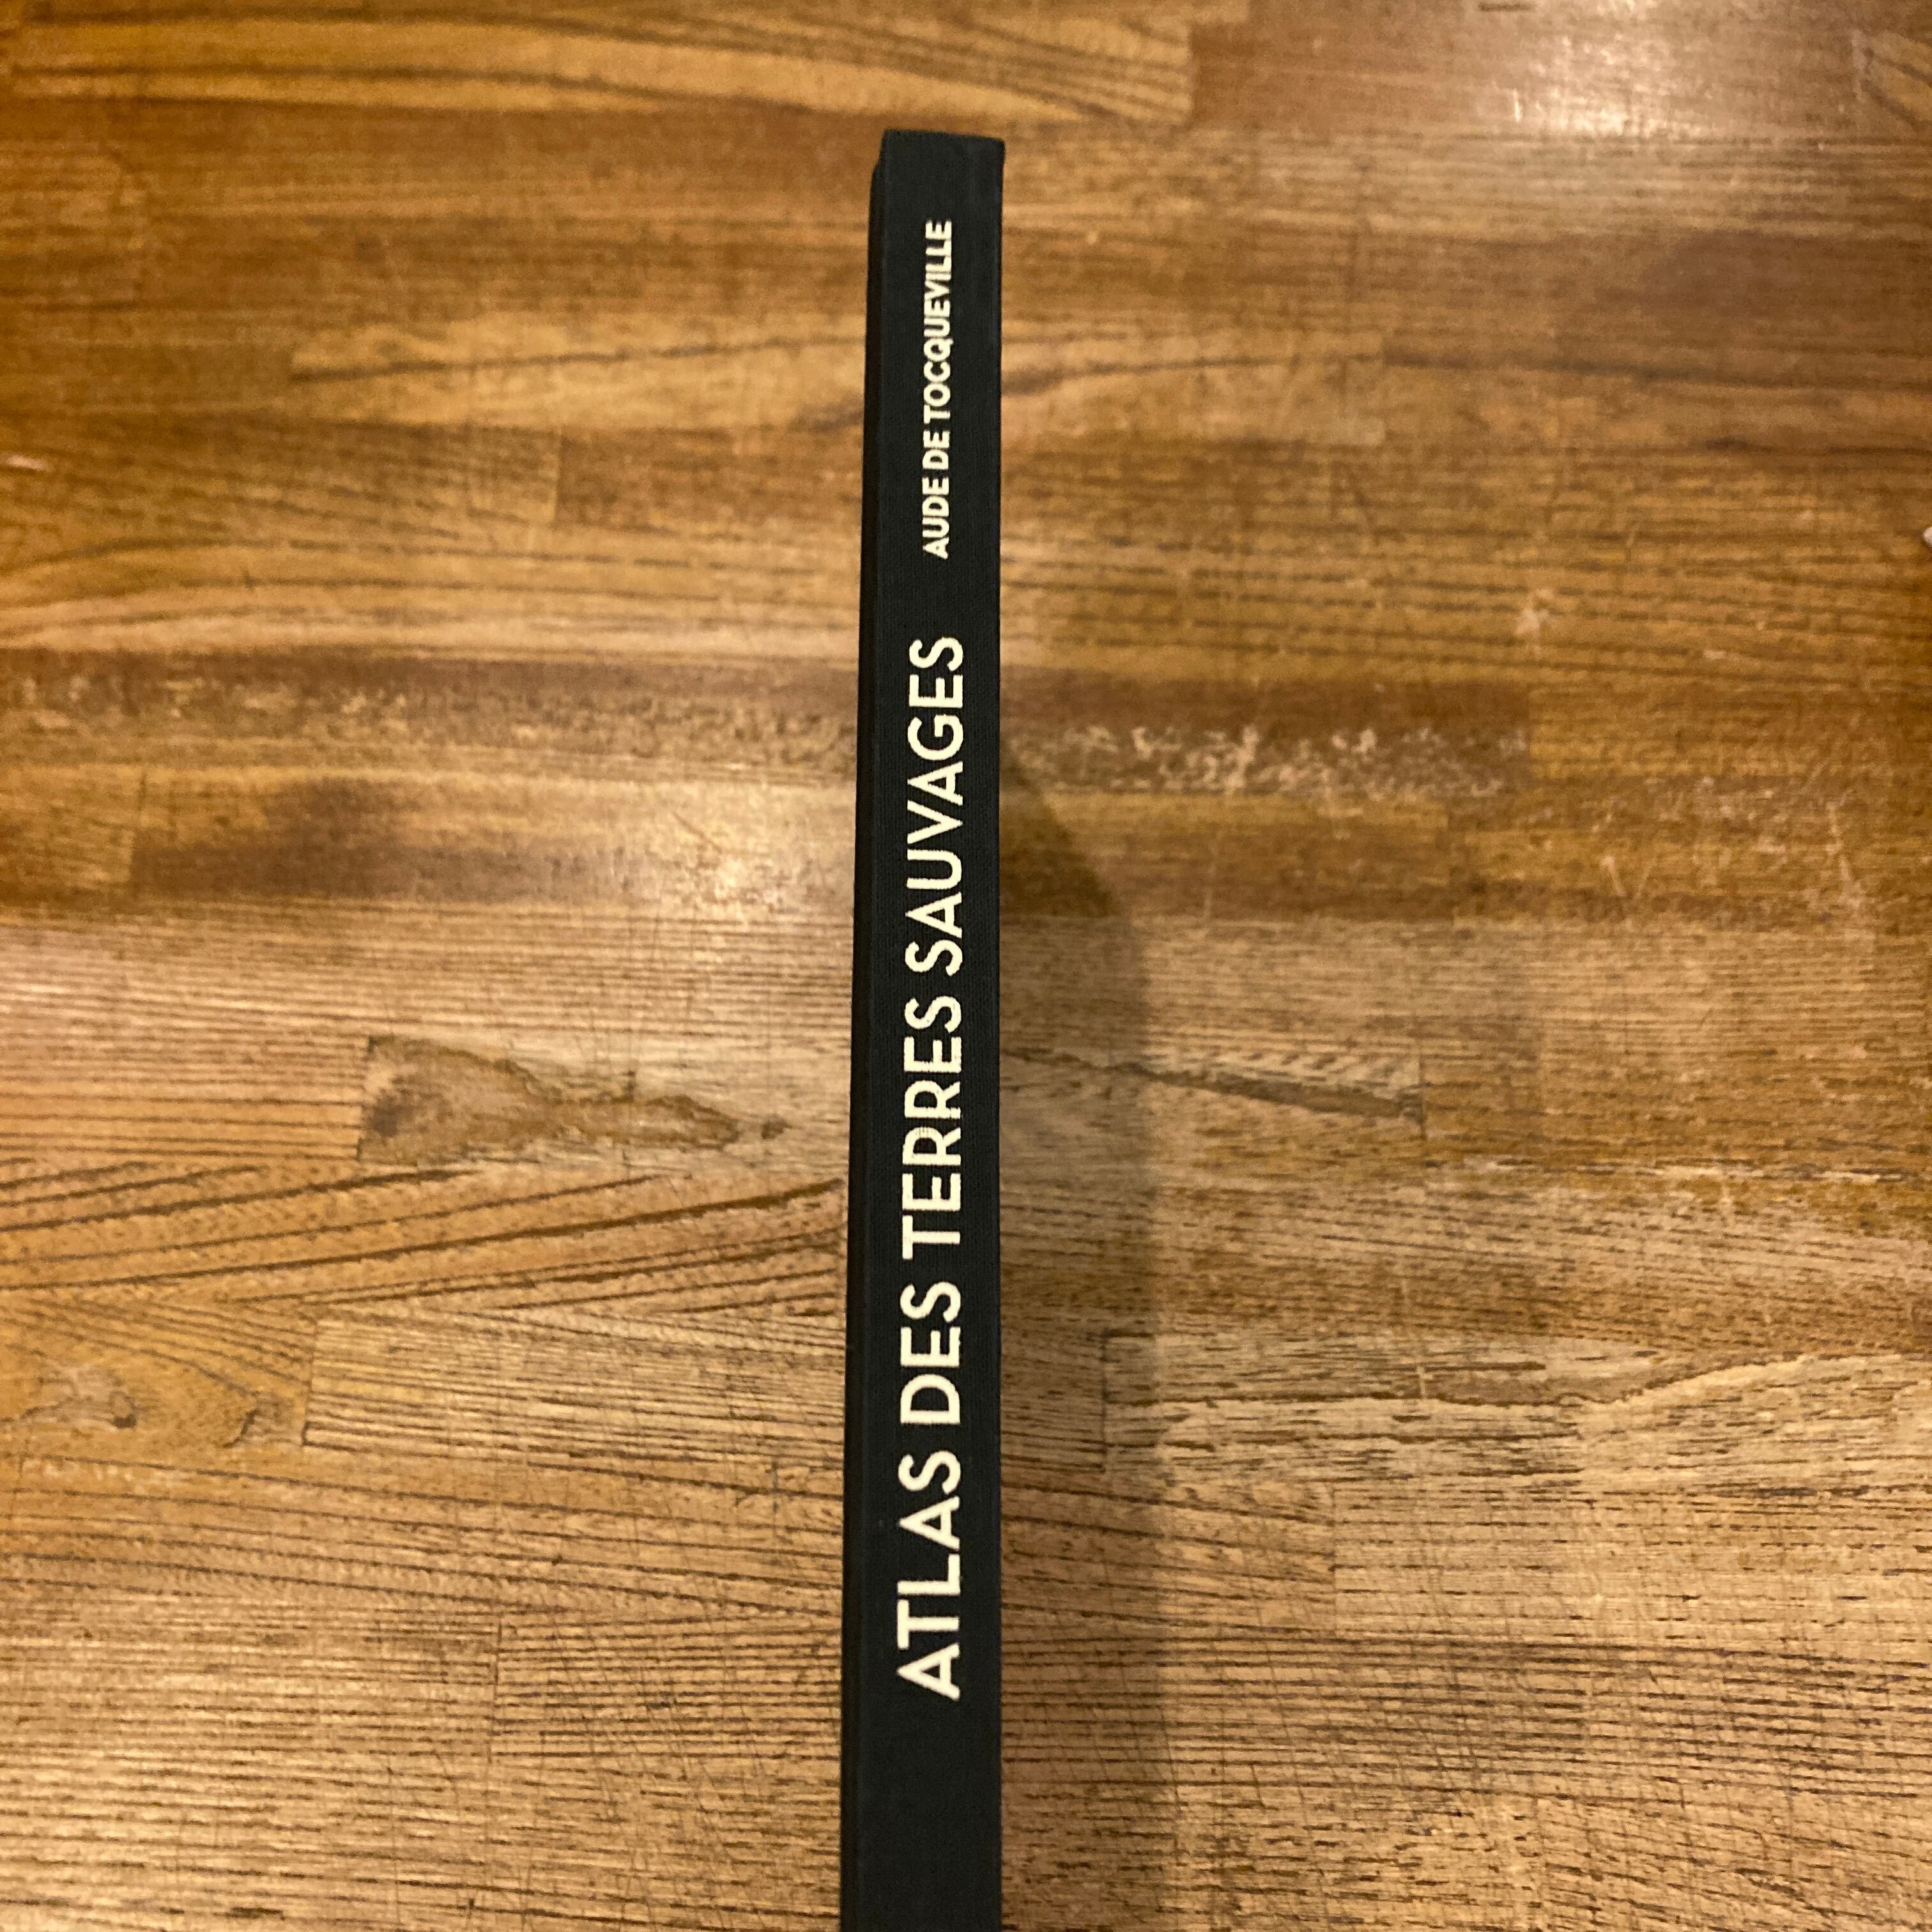 ATLAS DES TERRES SAUVAGES
AUDE DE TOCQUEVILLE